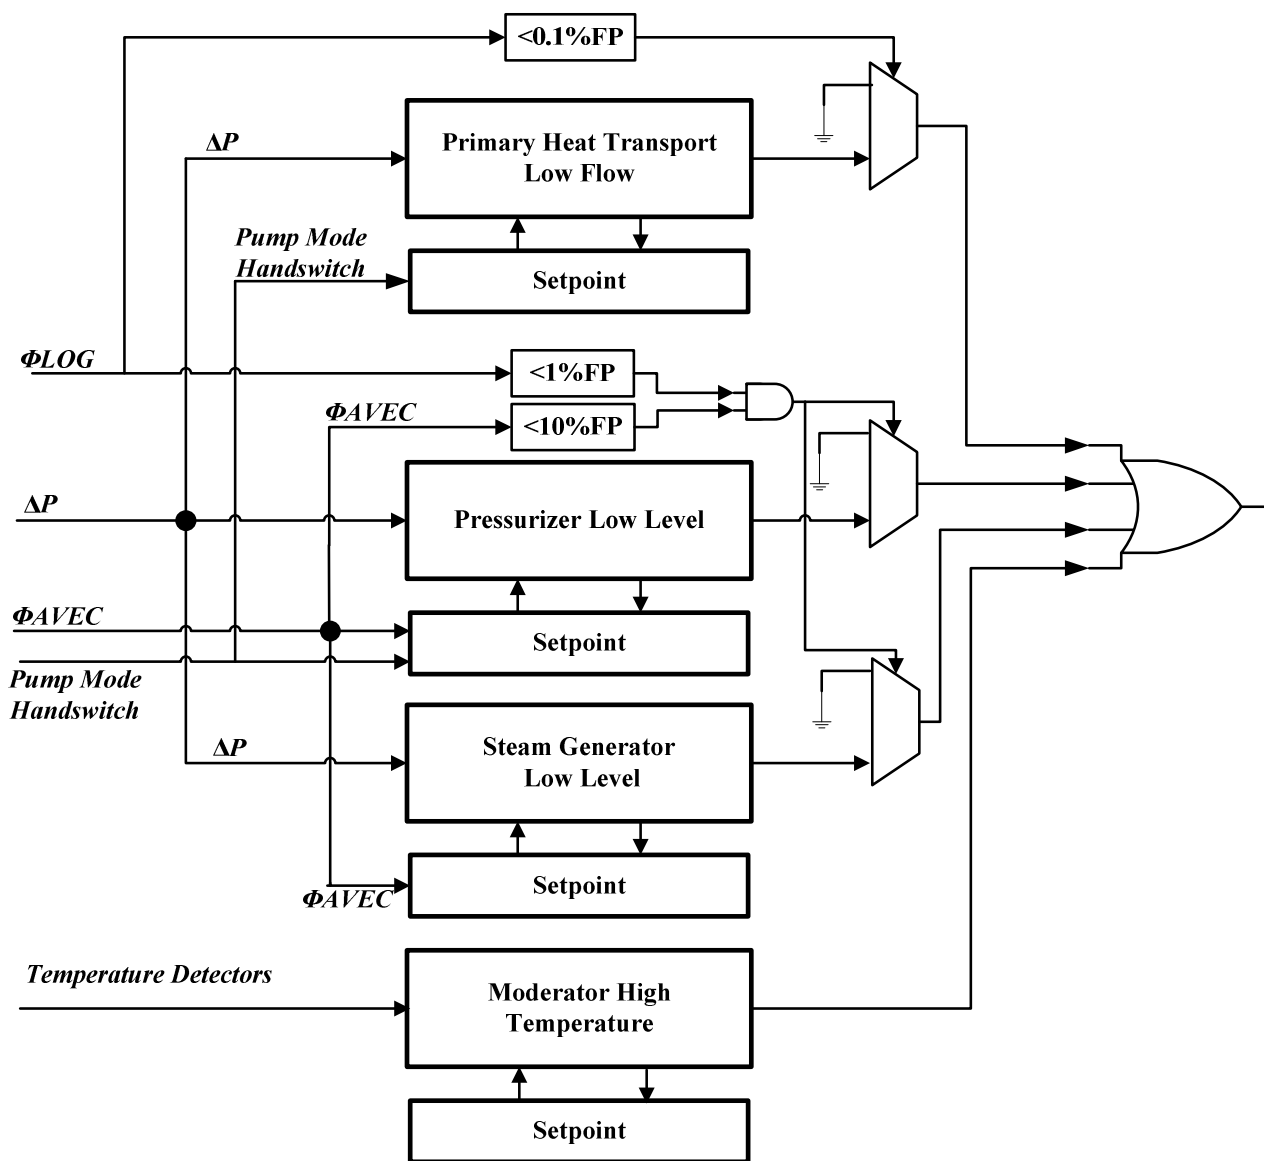 <0.1%FP
ΔP
Primary Heat Transport
Low Flow
Pump Mode
Handswitch
Setpoint
ΦLOG
<1%FP
ΦAVEC
<10%FP
ΔP
Pressurizer Low Level
ΦAVEC
Setpoint
Pump Mode
Handswitch
ΔP
Steam Generator
Low Level
ΦAVEC
Setpoint
Temperature Detectors
Moderator High
Temperature
Setpoint